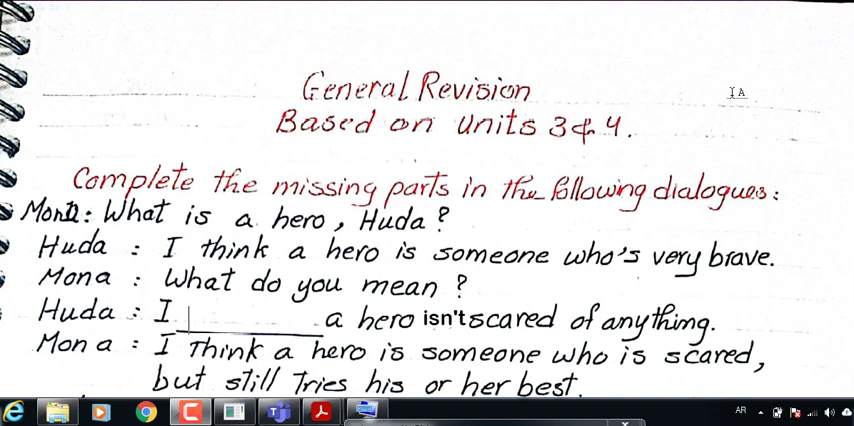 General Revision
A
Based on Units 3 & 4.
Complete the missing parts in the following dialogues:
Mona: What is a hero, Huda?
Huda : I think a hero is someone who's very brave.
Mona : What do you mean?
Huda : I ____________ a hero isn't scared of anything.
Mona : I think a hero is someone who is scared,
but still tries his or her best.
AR